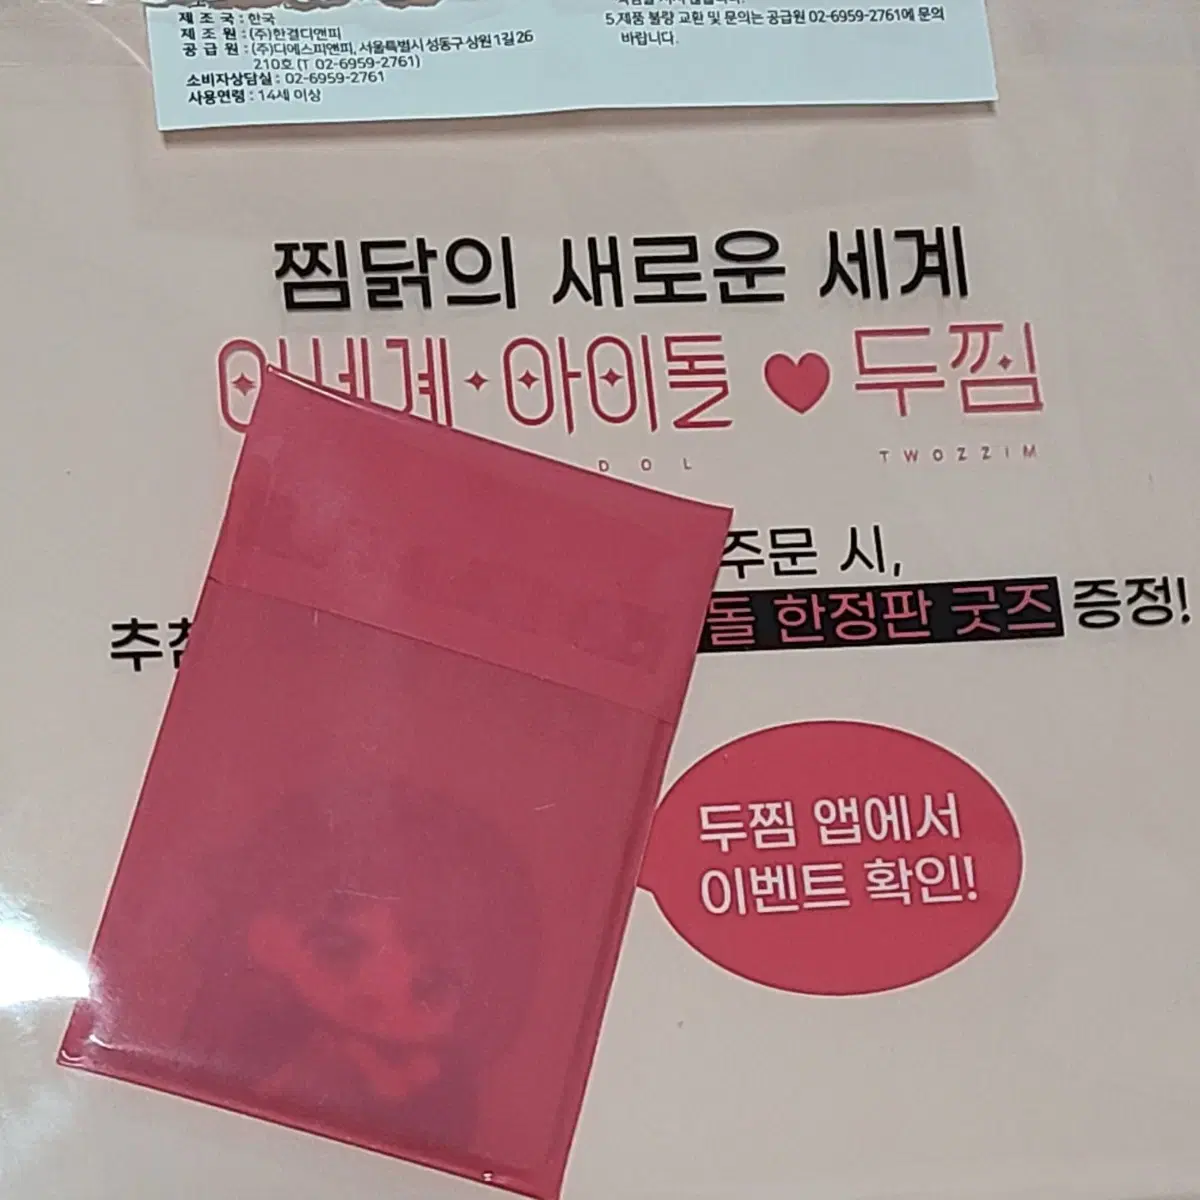 제 조 국 : 한국
제 조 원 : (주)한결디앤피
공 급 원 : (주)디에스피앤피, 서울특별시 성동구 상원1길 26
210호 (T 02-6959-2761)
소비자상담실 : 02-6959-2761
사용연령 : 14세 이상
5.제품 불량 교환 및 문의는 공급원 02-6959-2761에 문의
바랍니다.
찜닭의 새로운 세계
이세계아이돌 ♥ 두찜
DOL
TWOZZIM
주문 시,
돌 한정판 굿즈 증정!
두찜 앱에서
이벤트 확인!